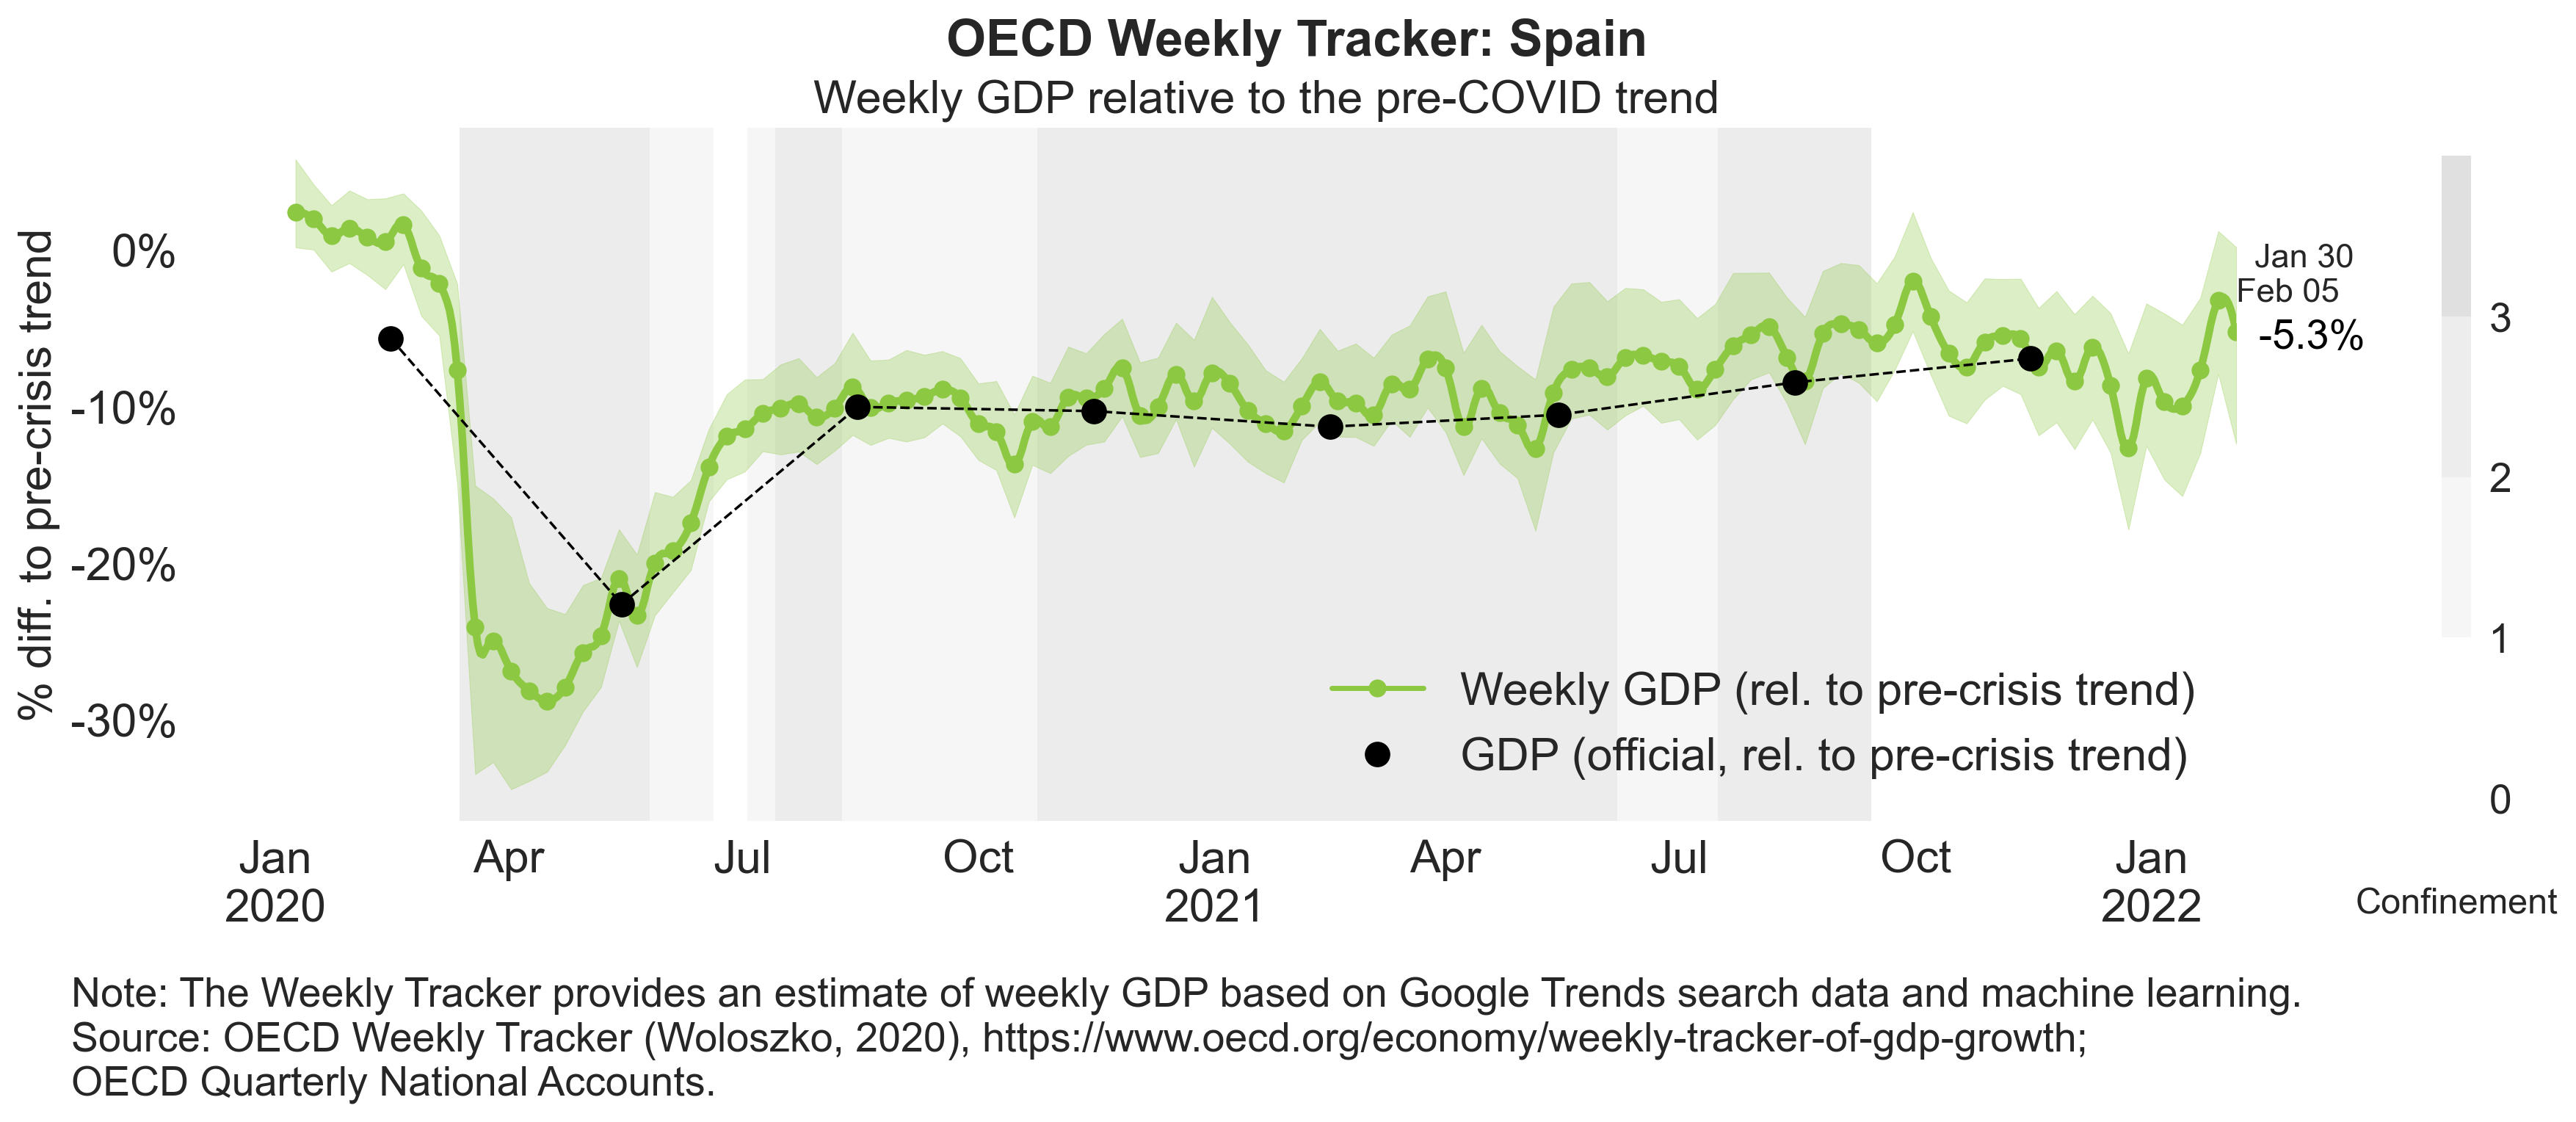 OECD Weekly Tracker: Spain
Weekly GDP relative to the pre-COVID trend
% diff. to pre-crisis trend
0%
-10%
-20%
-30%
Jan 30
Feb 05
-5.3%
3
2
1
0
Confinement
Weekly GDP (rel. to pre-crisis trend)
GDP (official, rel. to pre-crisis trend)
Jan Apr Jul Oct Jan Apr Jul Oct Jan
2020 2021 2022
Note: The Weekly Tracker provides an estimate of weekly GDP based on Google Trends search data and machine learning.
Source: OECD Weekly Tracker (Woloszko, 2020), https://www.oecd.org/economy/weekly-tracker-of-gdp-growth;
OECD Quarterly National Accounts.